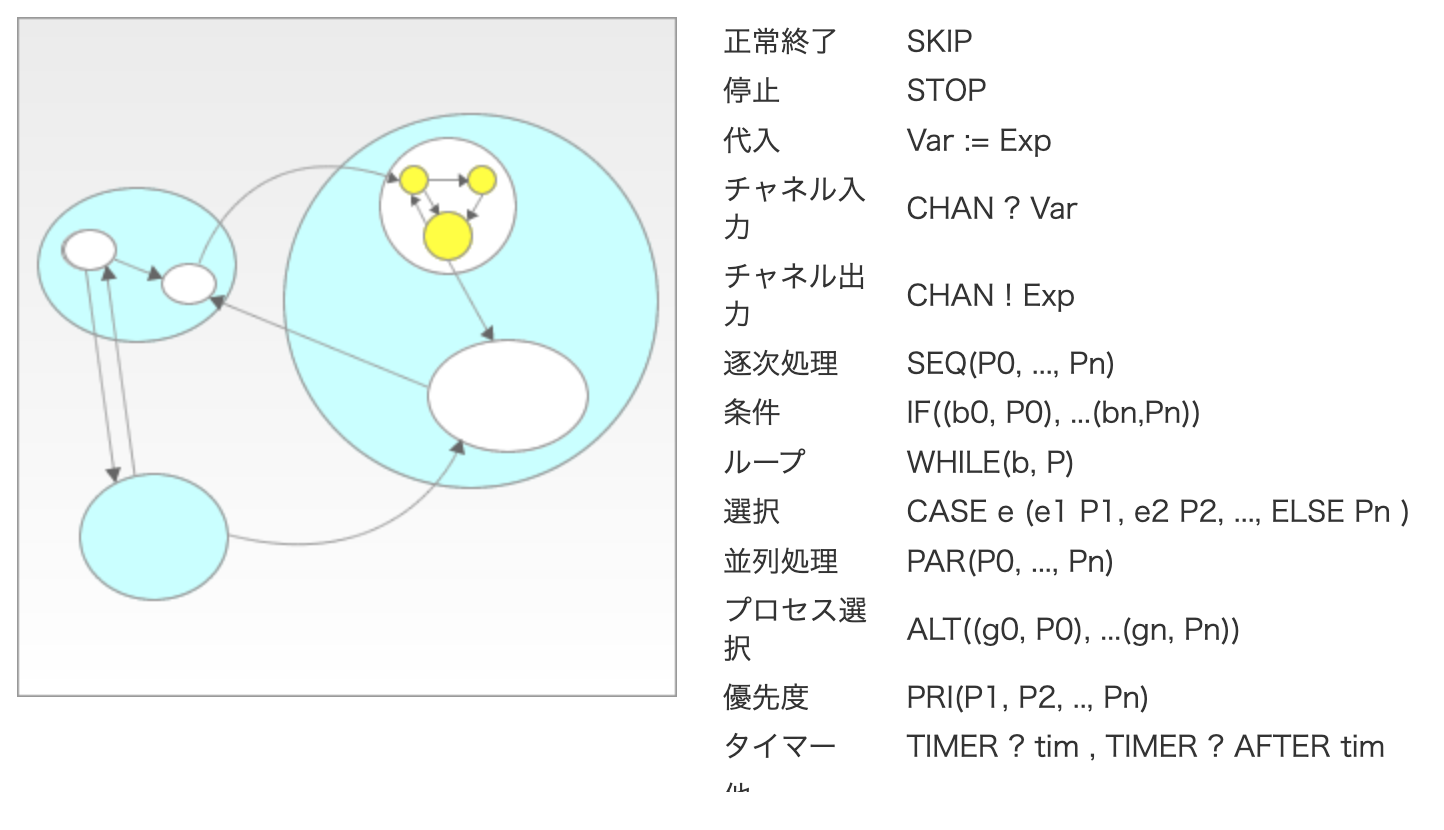 正常終了 SKIP
停止 STOP
代入 Var := Exp
チャネル入
力 CHAN ? Var
チャネル出
力 CHAN ! Exp
逐次処理 SEQ(P0, ..., Pn)
条件 IF((b0, P0), ...(bn,Pn))
ループ WHILE(b, P)
選択 CASE e (e1 P1, e2 P2, ..., ELSE Pn )
並列処理 PAR(P0, ..., Pn)
プロセス選
択 ALT((g0, P0), ...(gn, Pn))
優先度 PRI(P1, P2, .., Pn)
タイマー TIMER ? tim , TIMER ? AFTER tim